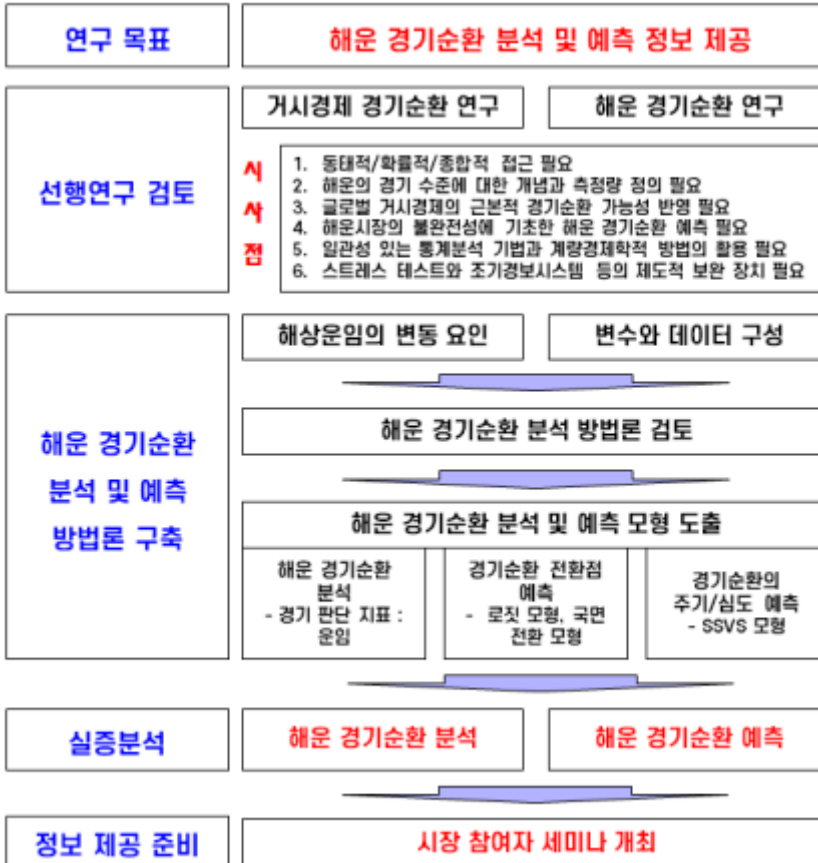 연구 목표
해운 경기순환 분석 및 예측 정보 제공
선행연구 검토
거시경제 경기순환 연구
해운 경기순환 연구
시
사
점
1. 동태적/확률적/종합적 접근 필요
2. 해운의 경기 수준에 대한 개념과 측정량 정의 필요
3. 글로벌 거시경제의 근본적 경기순환 가능성 반영 필요
4. 해운시장의 불완전성에 기초한 해운 경기순환 예측 필요
5. 일관성 있는 통계분석 기법과 계량경제학적 방법의 활용 필요
6. 스트레스 테스트와 조기경보시스템 등의 제도적 보완 장치 필요
해운 경기순환
분석 및 예측
방법론 구축
해상운임의 변동 요인
변수와 데이터 구성
해운 경기순환 분석 방법론 검토
해운 경기순환 분석 및 예측 모형 도출
해운 경기순환
분석
- 경기 판단 지표 :
운임
경기순환 전환점
예측
- 로짓 모형, 국면
전환 모형
경기순환의
주기/심도 예측
- SSVS 모형
실증분석
해운 경기순환 분석
해운 경기순환 예측
정보 제공 준비
시장 참여자 세미나 개최